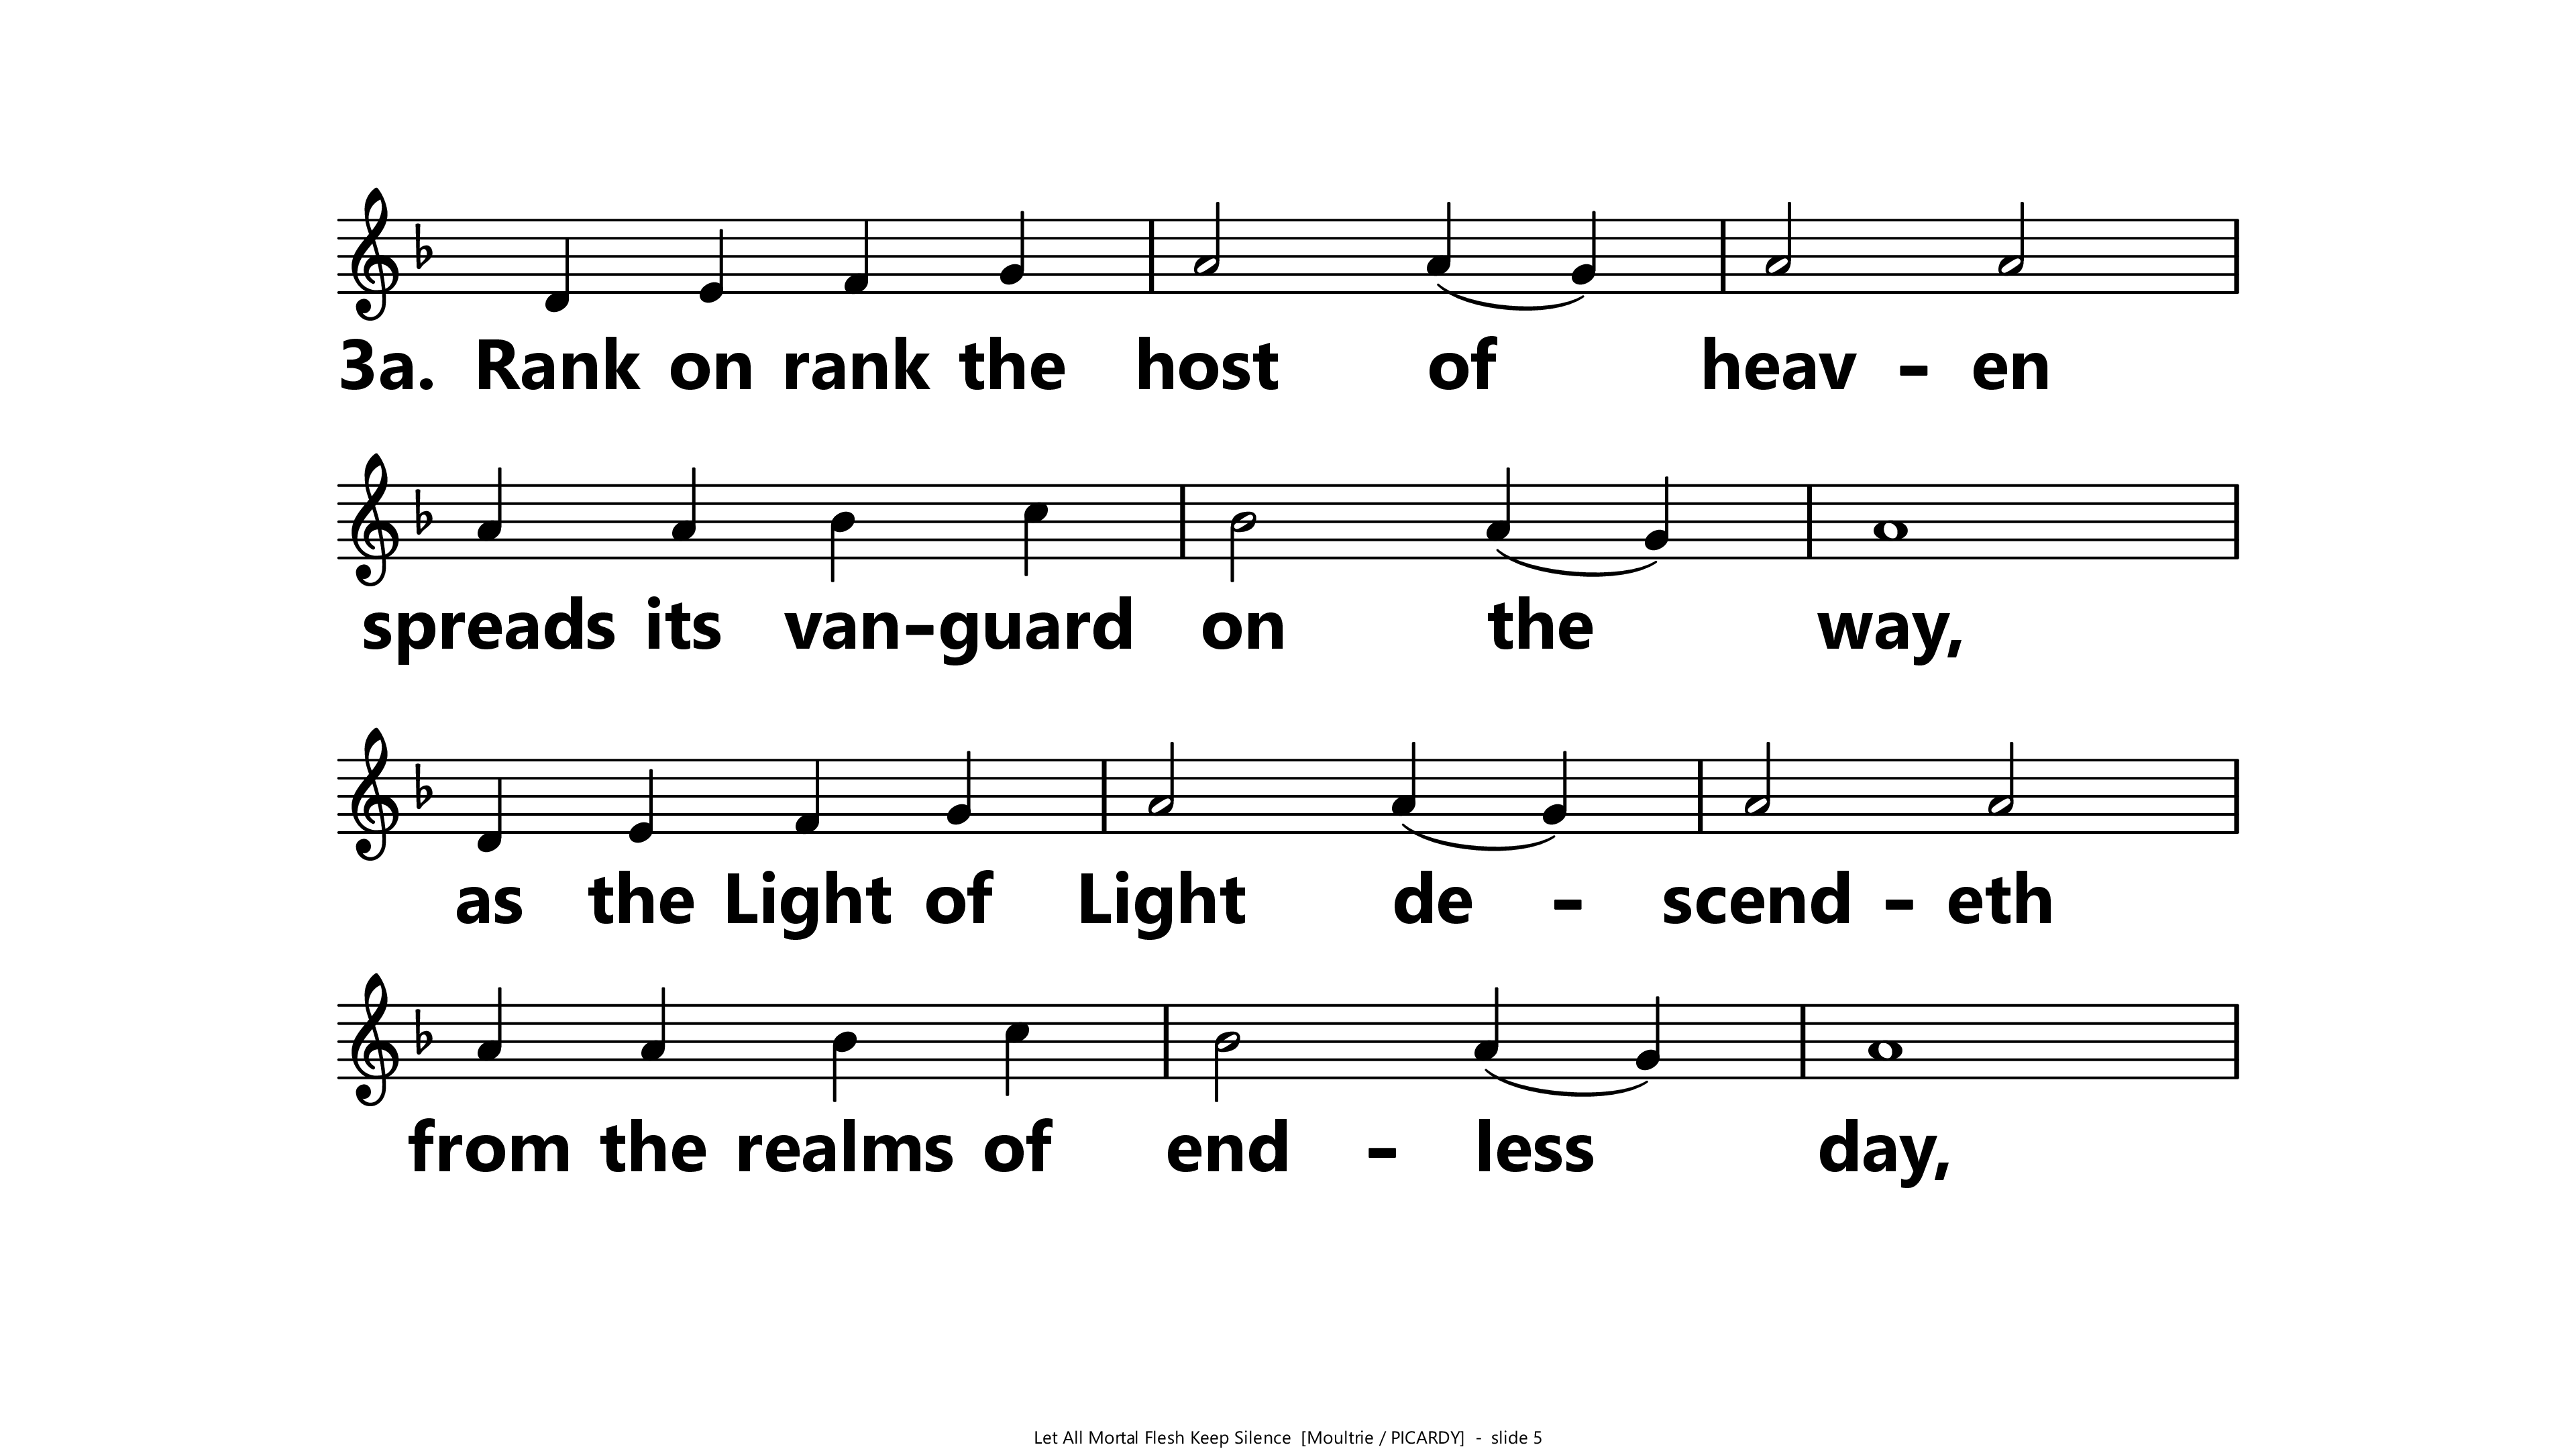 3a. Rank on rank the host of heav - en
spreads its van-guard on the way,
as the Light of Light de - scend - eth
from the realms of end - less day,
Let All Mortal Flesh Keep Silence [Moultrie / PICARDY] - slide 5